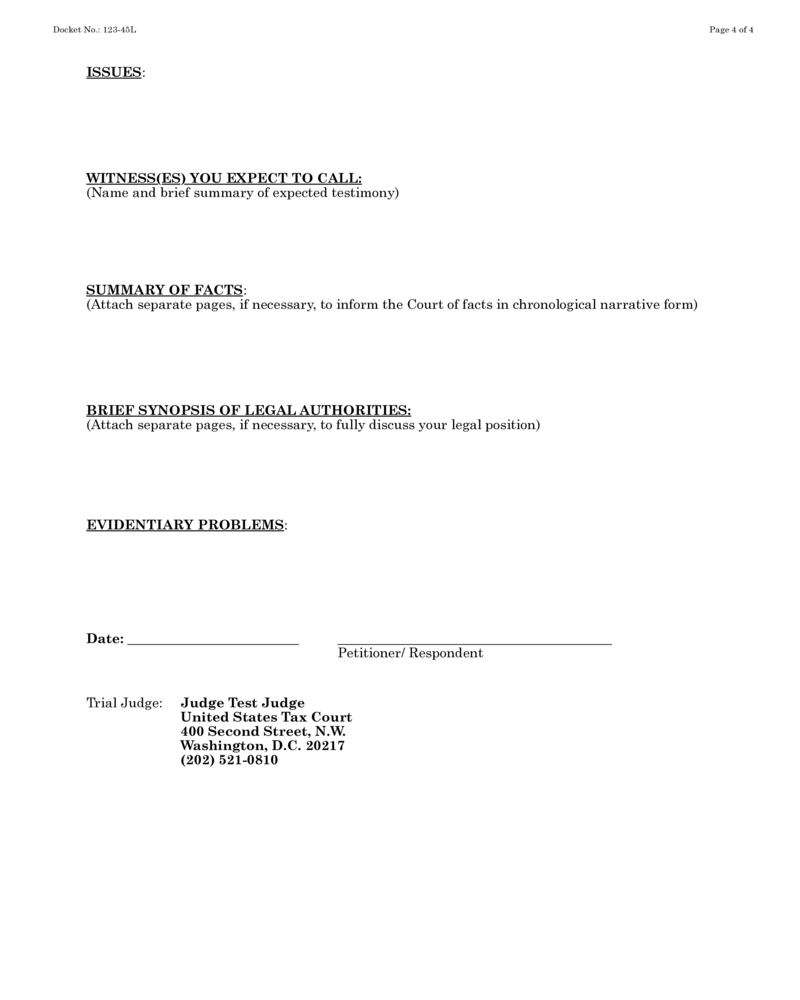 Docket No.: 123-45L Page 4 of 4
ISSUES:
WITNESS(ES) YOU EXPECT TO CALL:
(Name and brief summary of expected testimony)
SUMMARY OF FACTS:
(Attach separate pages, if necessary, to inform the Court of facts in chronological narrative form)
BRIEF SYNOPSIS OF LEGAL AUTHORITIES:
(Attach separate pages, if necessary, to fully discuss your legal position)
EVIDENTIARY PROBLEMS:
Date: _________________________ ________________________________________
Petitioner/ Respondent
Trial Judge: Judge Test Judge
United States Tax Court
400 Second Street, N.W.
Washington, D.C. 20217
(202) 521-0810